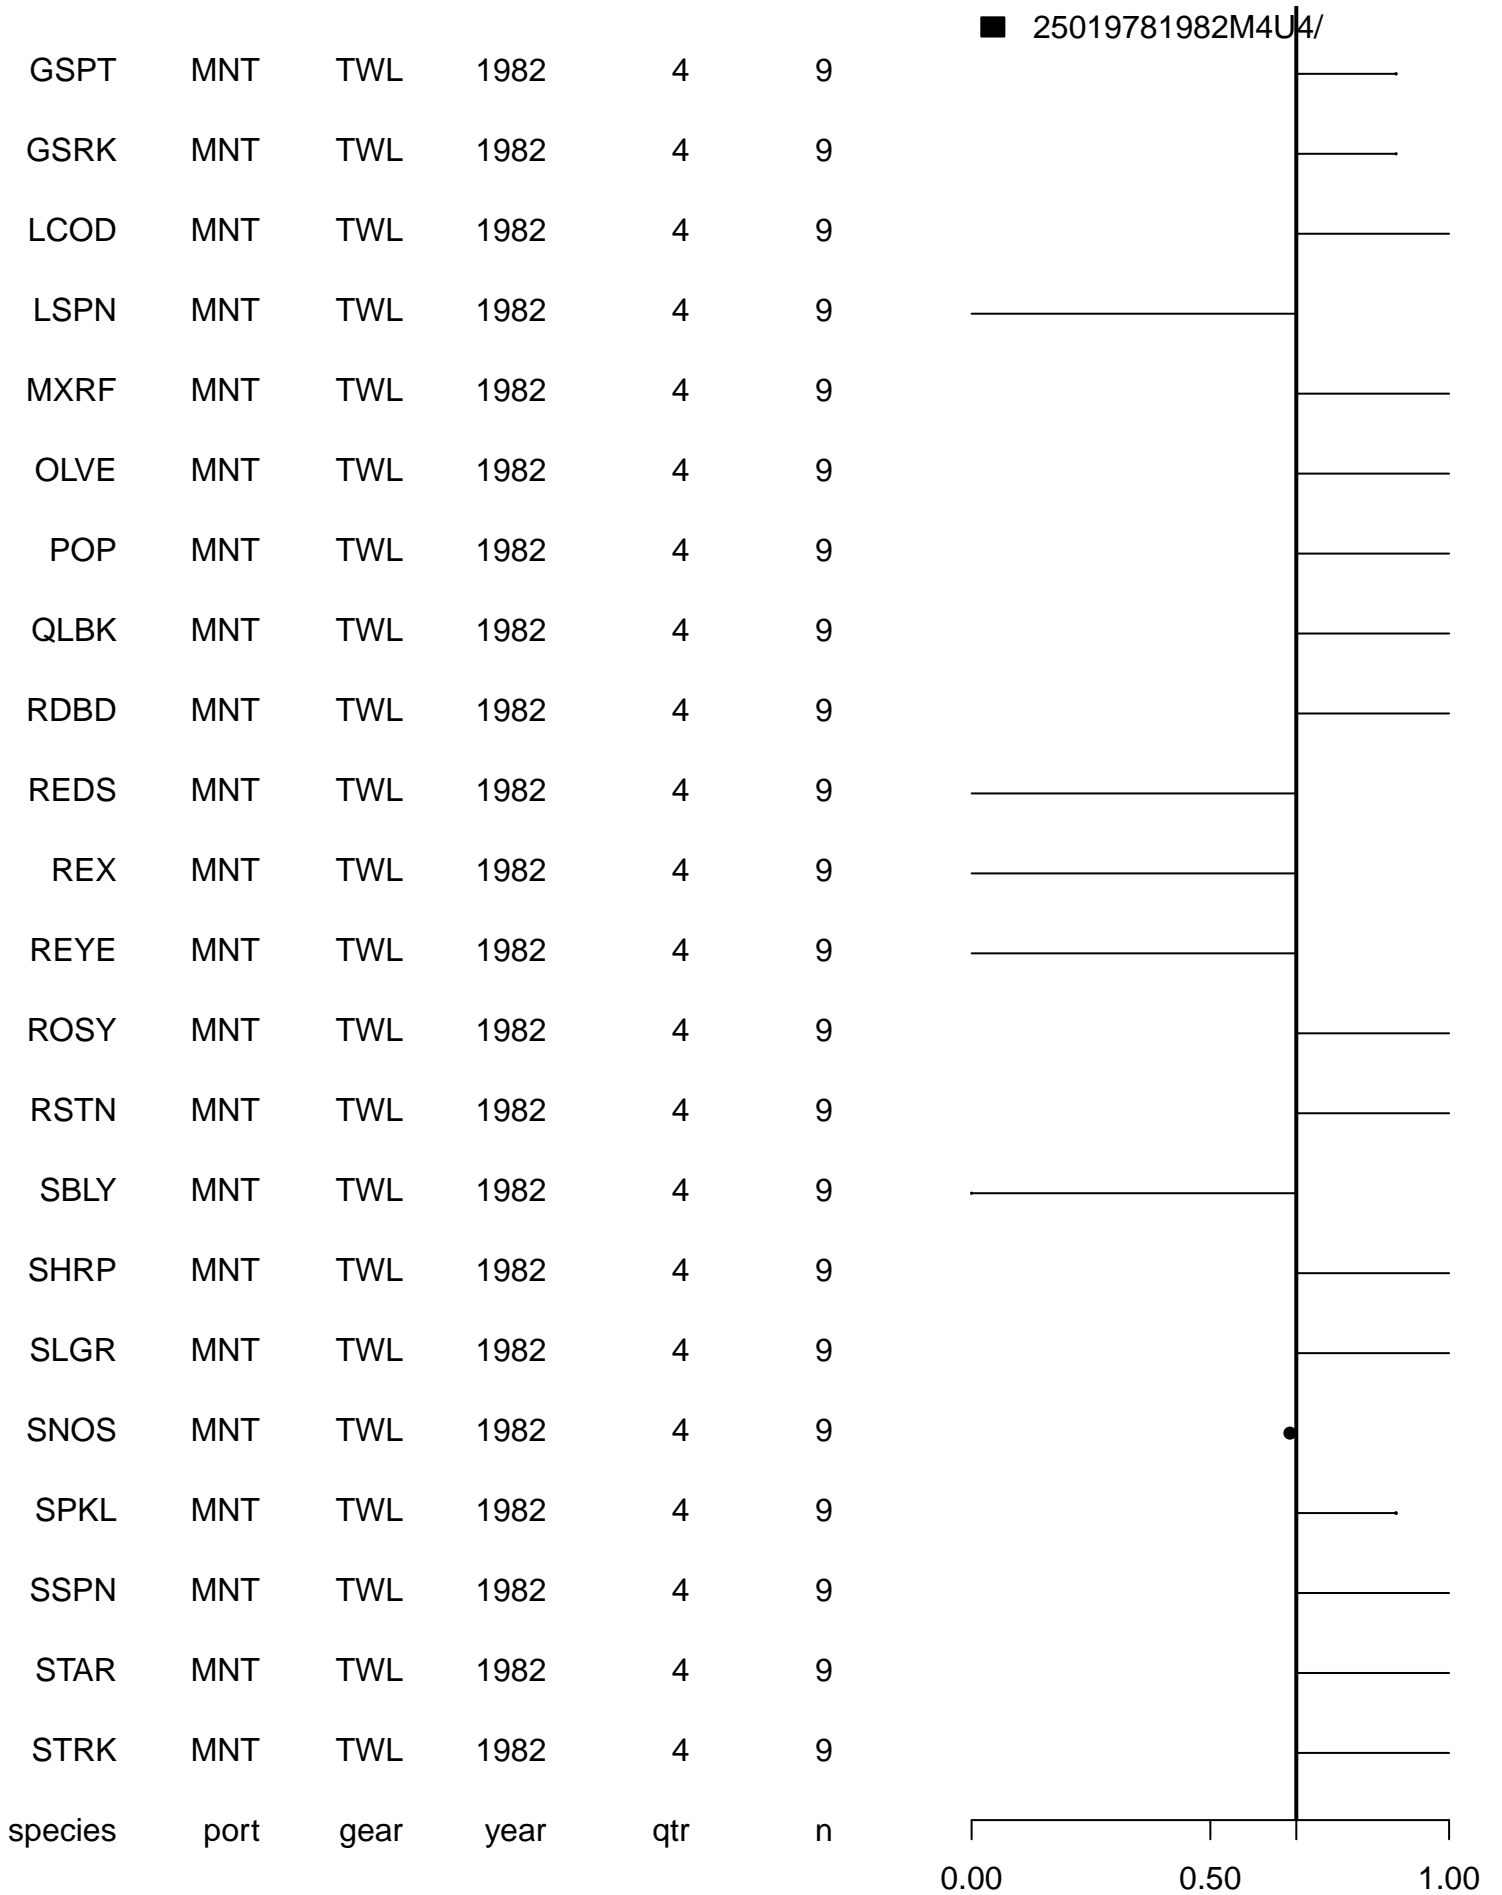 25019781982M4U4/
GSPT MNT TWL 1982 4 9
GSRK MNT TWL 1982 4 9
LCOD MNT TWL 1982 4 9
LSPN MNT TWL 1982 4 9
MXRF MNT TWL 1982 4 9
OLVE MNT TWL 1982 4 9
POP MNT TWL 1982 4 9
QLBK MNT TWL 1982 4 9
RDBD MNT TWL 1982 4 9
REDS MNT TWL 1982 4 9
REX MNT TWL 1982 4 9
REYE MNT TWL 1982 4 9
ROSY MNT TWL 1982 4 9
RSTN MNT TWL 1982 4 9
SBLY MNT TWL 1982 4 9
SHRP MNT TWL 1982 4 9
SLGR MNT TWL 1982 4 9
SNOS MNT TWL 1982 4 9
SPKL MNT TWL 1982 4 9
SSPN MNT TWL 1982 4 9
STAR MNT TWL 1982 4 9
STRK MNT TWL 1982 4 9
species port gear year qtr n
0.00 0.50 1.00